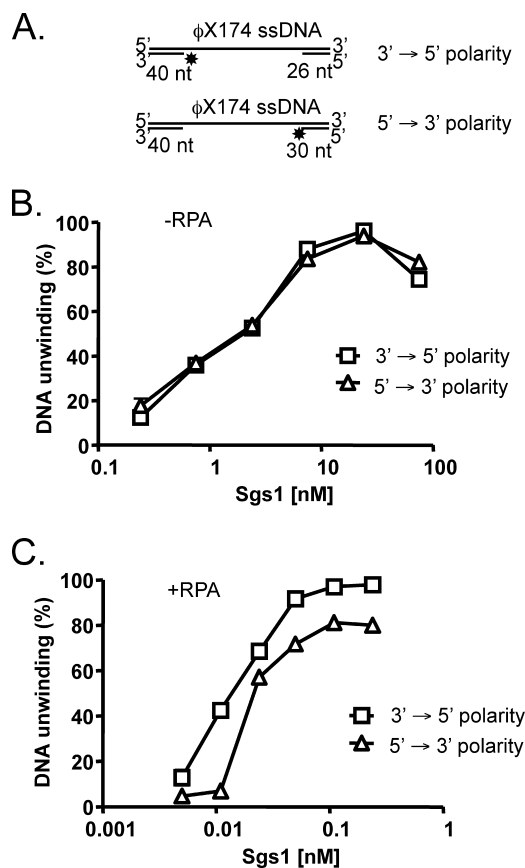 A.
ϕX174 ssDNA
5’ 3’
3’ 5’
40 nt 26 nt
3’ → 5’ polarity
ϕX174 ssDNA
5’ 3’
3’ 5’
40 nt 30 nt
5’ → 3’ polarity
B.
-RPA
DNA unwinding (%)
100
80
60
40
20
0
3’ → 5’ polarity
5’ → 3’ polarity
0.1 1 10 100
Sgs1 [nM]
C.
+RPA
DNA unwinding (%)
100
80
60
40
20
0
3’ → 5’ polarity
5’ → 3’ polarity
0.001 0.01 0.1 1
Sgs1 [nM]